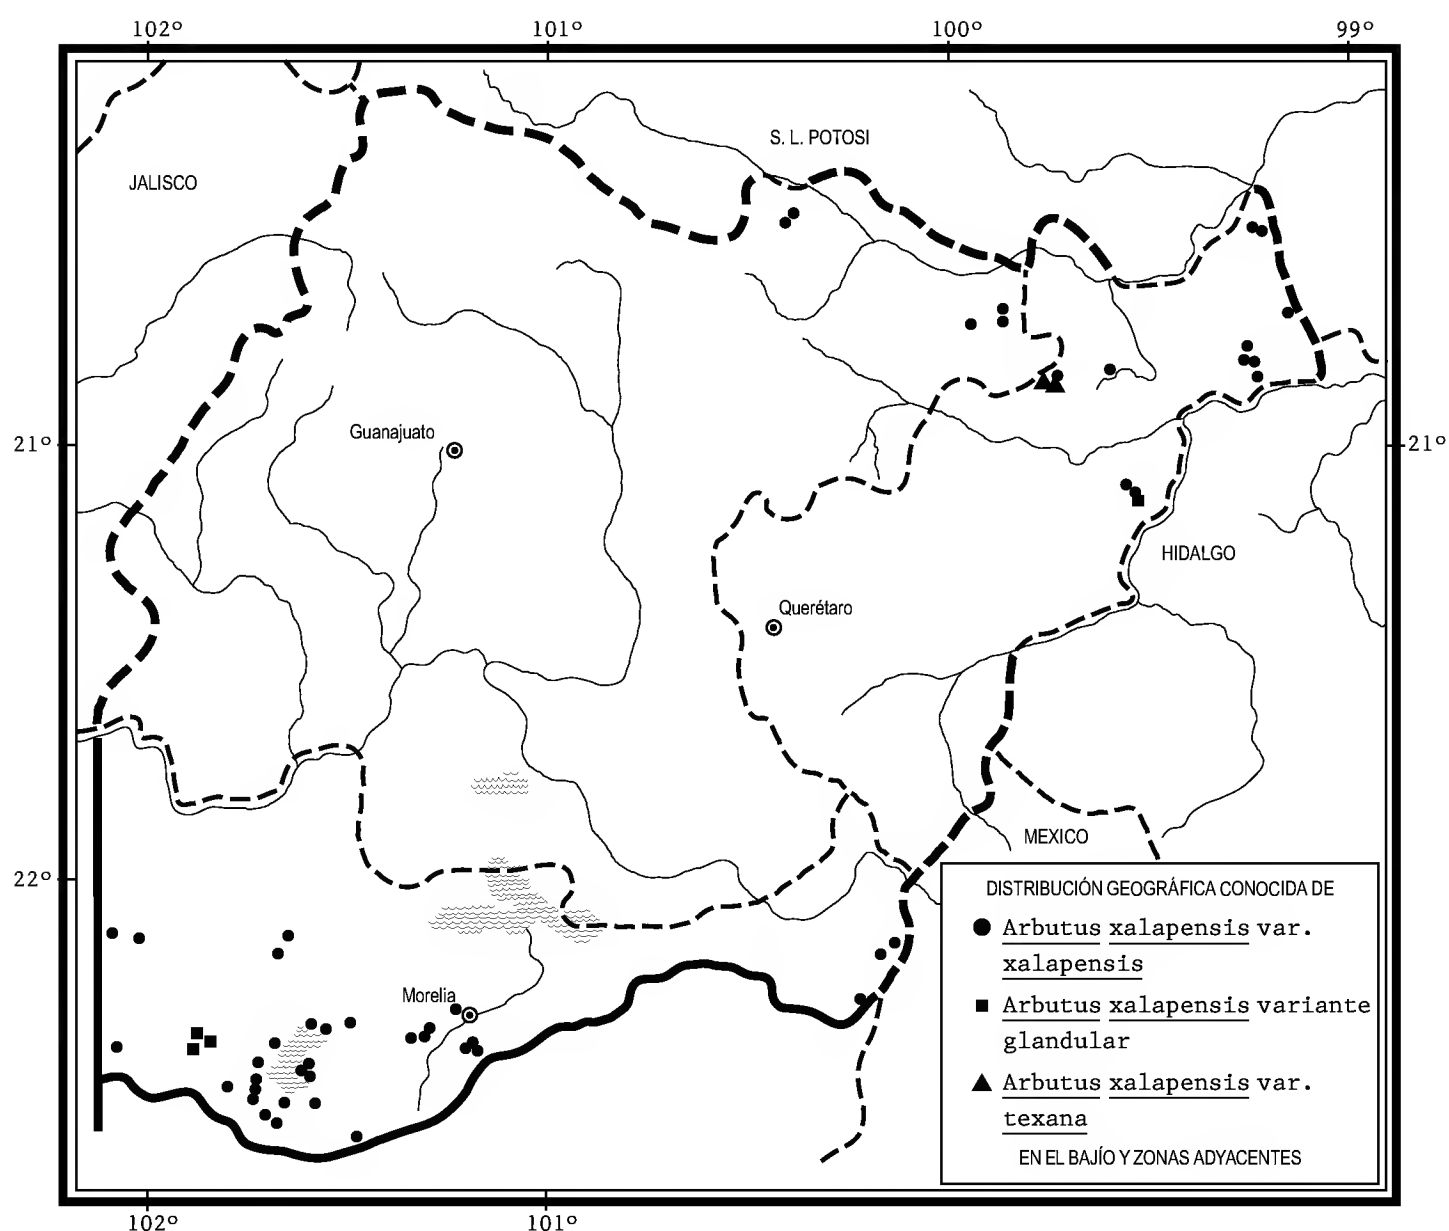 102° 101° 100° 99°
S. L. POTOSI
JALISCO
Guanajuato
21° 21°
HIDALGO
Querétaro
MEXICO
22°
DISTRIBUCIÓN GEOGRÁFICA CONOCIDA DE
Arbutus xalapensis var.
xalapensis
Morelia
Arbutus xalapensis variante
glandular
Arbutus xalapensis var.
texana
EN EL BAJÍO Y ZONAS ADYACENTES
102° 101°